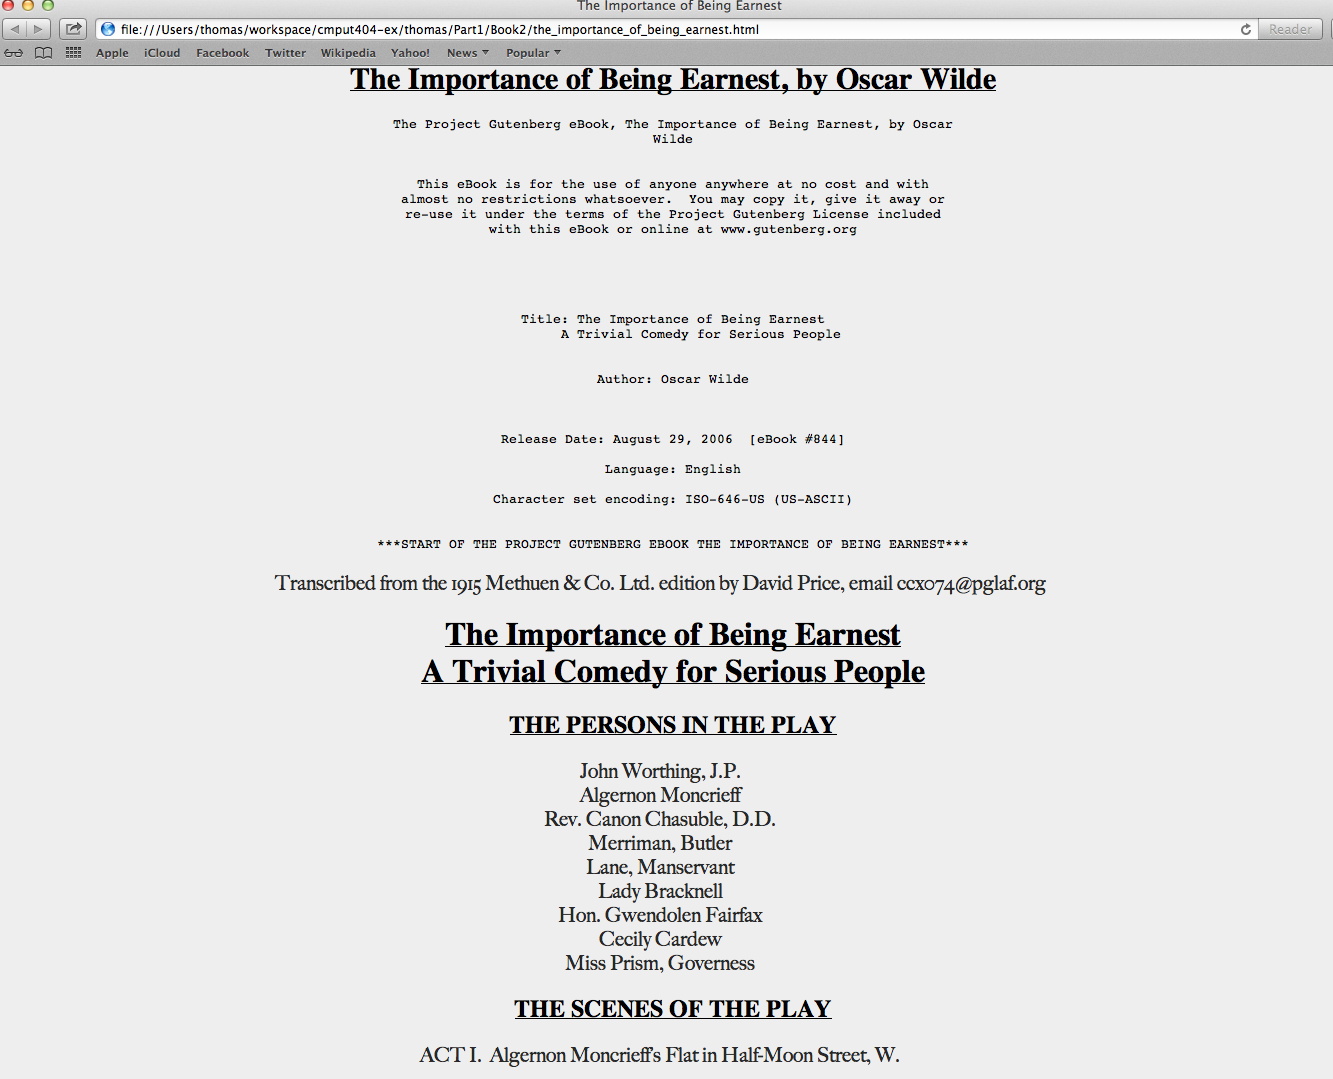 The Importance of Being Earnest
file:///Users/thomas/workspace/cmput404-ex/thomas/Part1/Book2/the_importance_of_being_earnest.html
Reader
Apple iCloud Facebook Twitter Wikipedia Yahoo! News Popular
The Importance of Being Earnest, by Oscar Wilde
The Project Gutenberg eBook, The Importance of Being Earnest, by Oscar
Wilde
This eBook is for the use of anyone anywhere at no cost and with
almost no restrictions whatsoever.  You may copy it, give it away or
re-use it under the terms of the Project Gutenberg License included
with this eBook or online at www.gutenberg.org
Title: The Importance of Being Earnest
A Trivial Comedy for Serious People
Author: Oscar Wilde
Release Date: August 29, 2006  [eBook #844]
Language: English
Character set encoding: ISO-646-US (US-ASCII)
***START OF THE PROJECT GUTENBERG EBOOK THE IMPORTANCE OF BEING EARNEST***
Transcribed from the 1915 Methuen & Co. Ltd. edition by David Price, email ccx074@pglaf.org
The Importance of Being Earnest
A Trivial Comedy for Serious People
THE PERSONS IN THE PLAY
John Worthing, J.P.
Algernon Moncrieff
Rev. Canon Chasuble, D.D.
Merriman, Butler
Lane, Manservant
Lady Bracknell
Hon. Gwendolen Fairfax
Cecily Cardew
Miss Prism, Governess
THE SCENES OF THE PLAY
ACT I.  Algernon Moncrieff's Flat in Half-Moon Street, W.